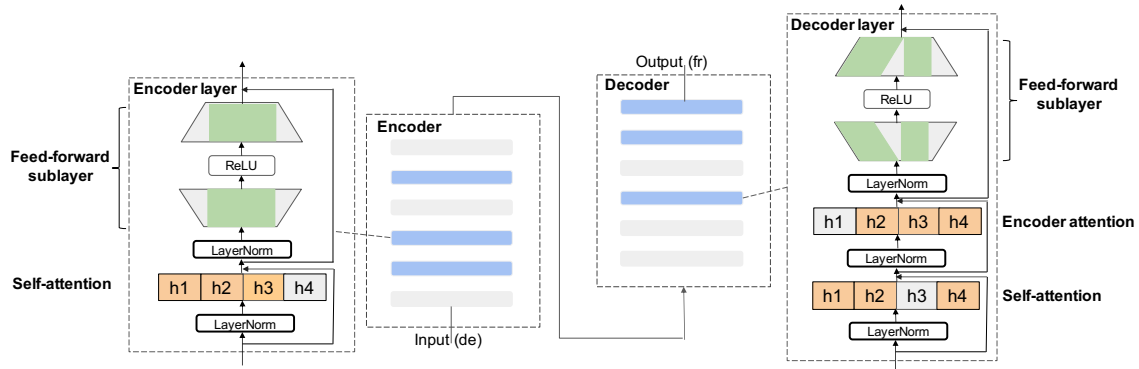 Encoder layer
Feed-forward
sublayer
ReLU
LayerNorm
Self-attention
h1 h2 h3 h4
LayerNorm
Encoder
Input (de)
Output (fr)
Decoder
Decoder layer
ReLU
Feed-forward
sublayer
LayerNorm
h1 h2 h3 h4
Encoder attention
LayerNorm
h1 h2 h3 h4
Self-attention
LayerNorm